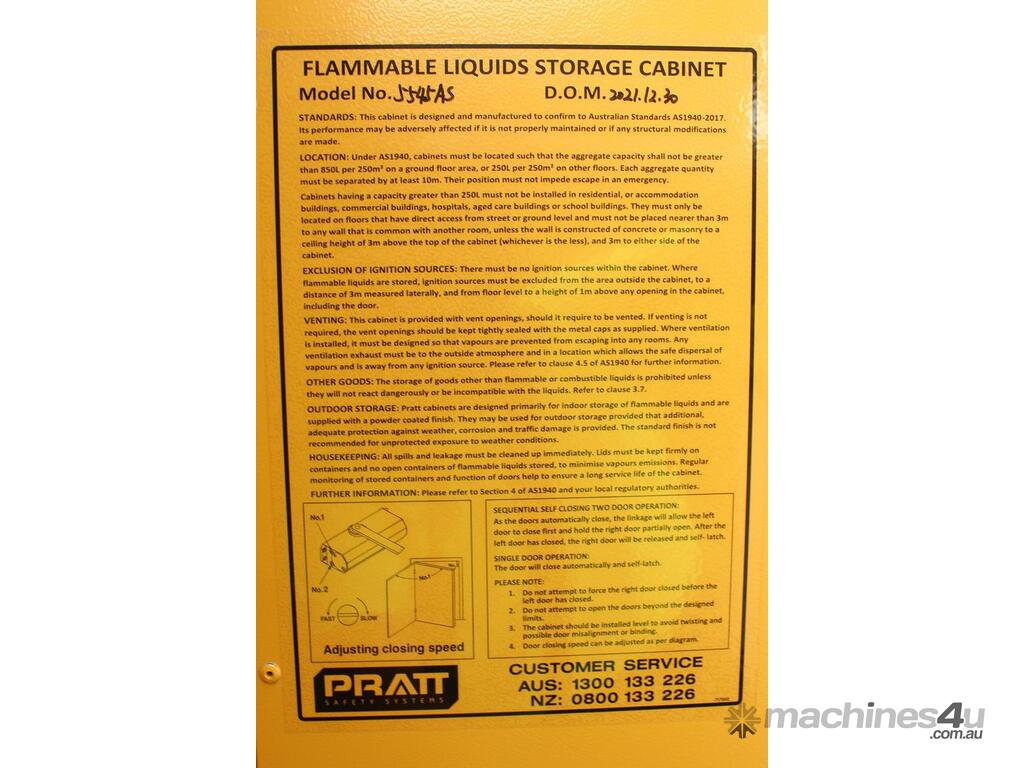 FLAMMABLE LIQUIDS STORAGE CABINET
Model No. 5545AS D.O.M. 2021.12.30
STANDARDS: This cabinet is designed and manufactured to confirm to Australian Standards AS1940-2017.
Its performance may be adversely affected if it is not properly maintained or if any structural modifications
are made.
LOCATION: Under AS1940, cabinets must be located such that the aggregate capacity shall not be greater
than 850L per 250m² on a ground floor area, or 250L per 250m² on other floors. Each aggregate quantity
must be separated by at least 10m. Their position must not impede escape in an emergency.
Cabinets having a capacity greater than 250L must not be installed in residential, or accommodation
buildings, commercial buildings, hospitals, aged care buildings or school buildings. They must only be
located on floors that have direct access from street or ground level and must not be placed nearer than 3m
to any wall that is common with another room, unless the wall is constructed of concrete or masonry to a
ceiling height of 3m above the top of the cabinet (whichever is the less), and 3m to either side of the
cabinet.
EXCLUSION OF IGNITION SOURCES: There must be no ignition sources within the cabinet. Where
flammable liquids are stored, ignition sources must be excluded from the area outside the cabinet, to a
distance of 3m measured laterally, and from floor level to a height of 1m above any opening in the cabinet,
including the door.
VENTING: This cabinet is provided with vent openings, should it require to be vented. If venting is not
required, the vent openings should be kept tightly sealed with the metal caps as supplied. Where ventilation
is installed, it must be designed so that vapours are prevented from escaping into any rooms. Any
ventilation exhaust must be to the outside atmosphere and in a location which allows the safe dispersal of
vapours and is away from any ignition source. Please refer to clause 4.5 of AS1940 for further information.
OTHER GOODS: The storage of goods other than flammable or combustible liquids is prohibited unless
they will not react dangerously or be incompatible with the liquids. Refer to clause 3.7.
OUTDOOR STORAGE: Pratt cabinets are designed primarily for indoor storage of flammable liquids and are
supplied with a powder coated finish. They may be used for outdoor storage provided that additional,
adequate protection against weather, corrosion and traffic damage is provided. The standard finish is not
recommended for unprotected exposure to weather conditions.
HOUSEKEEPING: All spills and leakage must be cleaned up immediately. Lids must be kept firmly on
containers and no open containers of flammable liquids stored, to minimise vapours emissions. Regular
monitoring of stored containers and function of doors help to ensure a long service life of the cabinet.
FURTHER INFORMATION: Please refer to Section 4 of AS1940 and your local regulatory authorities.
No.1
No.2
No.1
FAST SLOW
Adjusting closing speed
SEQUENTIAL SELF CLOSING TWO DOOR OPERATION:
As the doors automatically close, the linkage will allow the left
door to close first and hold the right door partially open. After the
left door has closed, the right door will be released and self- latch.
SINGLE DOOR OPERATION:
The door will close automatically and self-latch.
PLEASE NOTE:
1. Do not attempt to force the right door closed before the
left door has closed.
2. Do not attempt to open the doors beyond the designed
limits.
3. The cabinet should be installed level to avoid twisting and
possible door misalignment or binding.
4. Door closing speed can be adjusted as per diagram.
PRATT
SAFETY SYSTEMS
CUSTOMER SERVICE
AUS: 1300 133 226
NZ: 0800 133 226
machines4u
.com.au